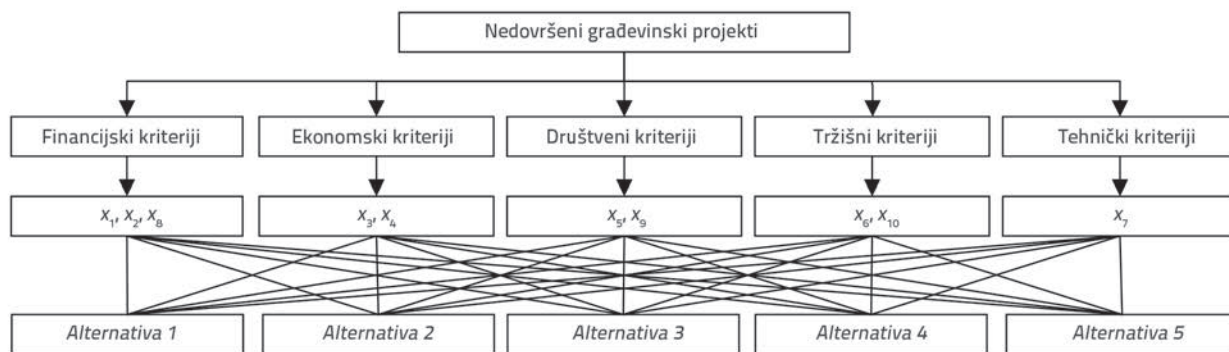 Nedovršeni građevinski projekti
Financijski kriteriji
Ekonomski kriteriji
Društveni kriteriji
Tržišni kriteriji
Tehnički kriteriji
x₁, x₂, x₈
x₃, x₄
x₅, x₉
x₆, x₁₀
x₇
Alternativa 1
Alternativa 2
Alternativa 3
Alternativa 4
Alternativa 5